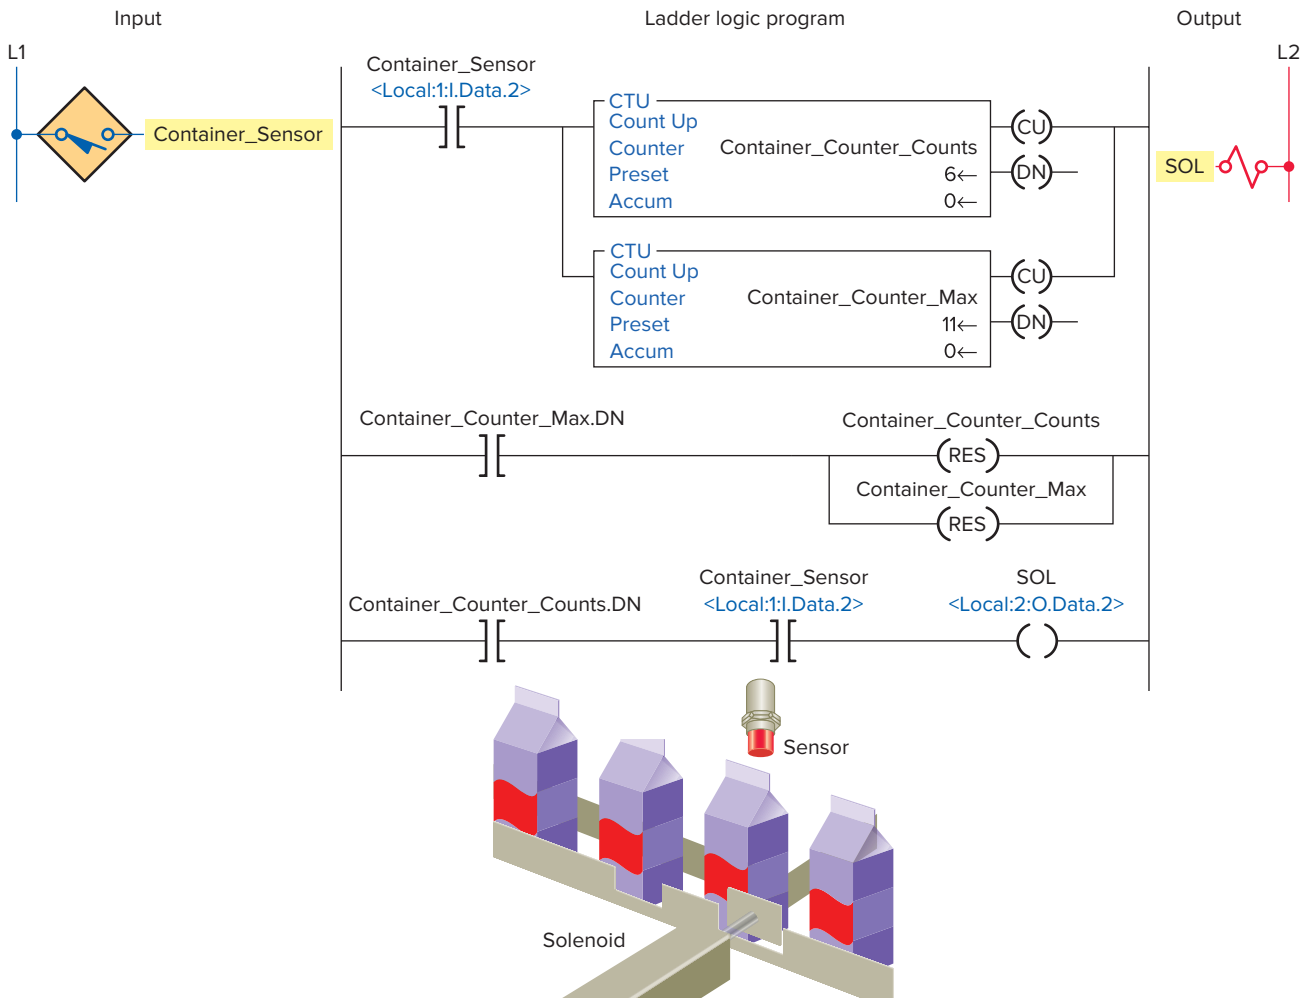 Input
Ladder logic program
Output
L1
L2
Container_Sensor
<Local:1:I.Data.2>
Container_Sensor
CTU
Count Up
Counter Container_Counter_Counts
Preset 6←
Accum 0←
CU
DN
SOL
CTU
Count Up
Counter Container_Counter_Max
Preset 11←
Accum 0←
CU
DN
Container_Counter_Max.DN
Container_Counter_Counts
RES
Container_Counter_Max
RES
Container_Counter_Counts.DN
Container_Sensor
<Local:1:I.Data.2>
SOL
<Local:2:O.Data.2>
Sensor
Solenoid